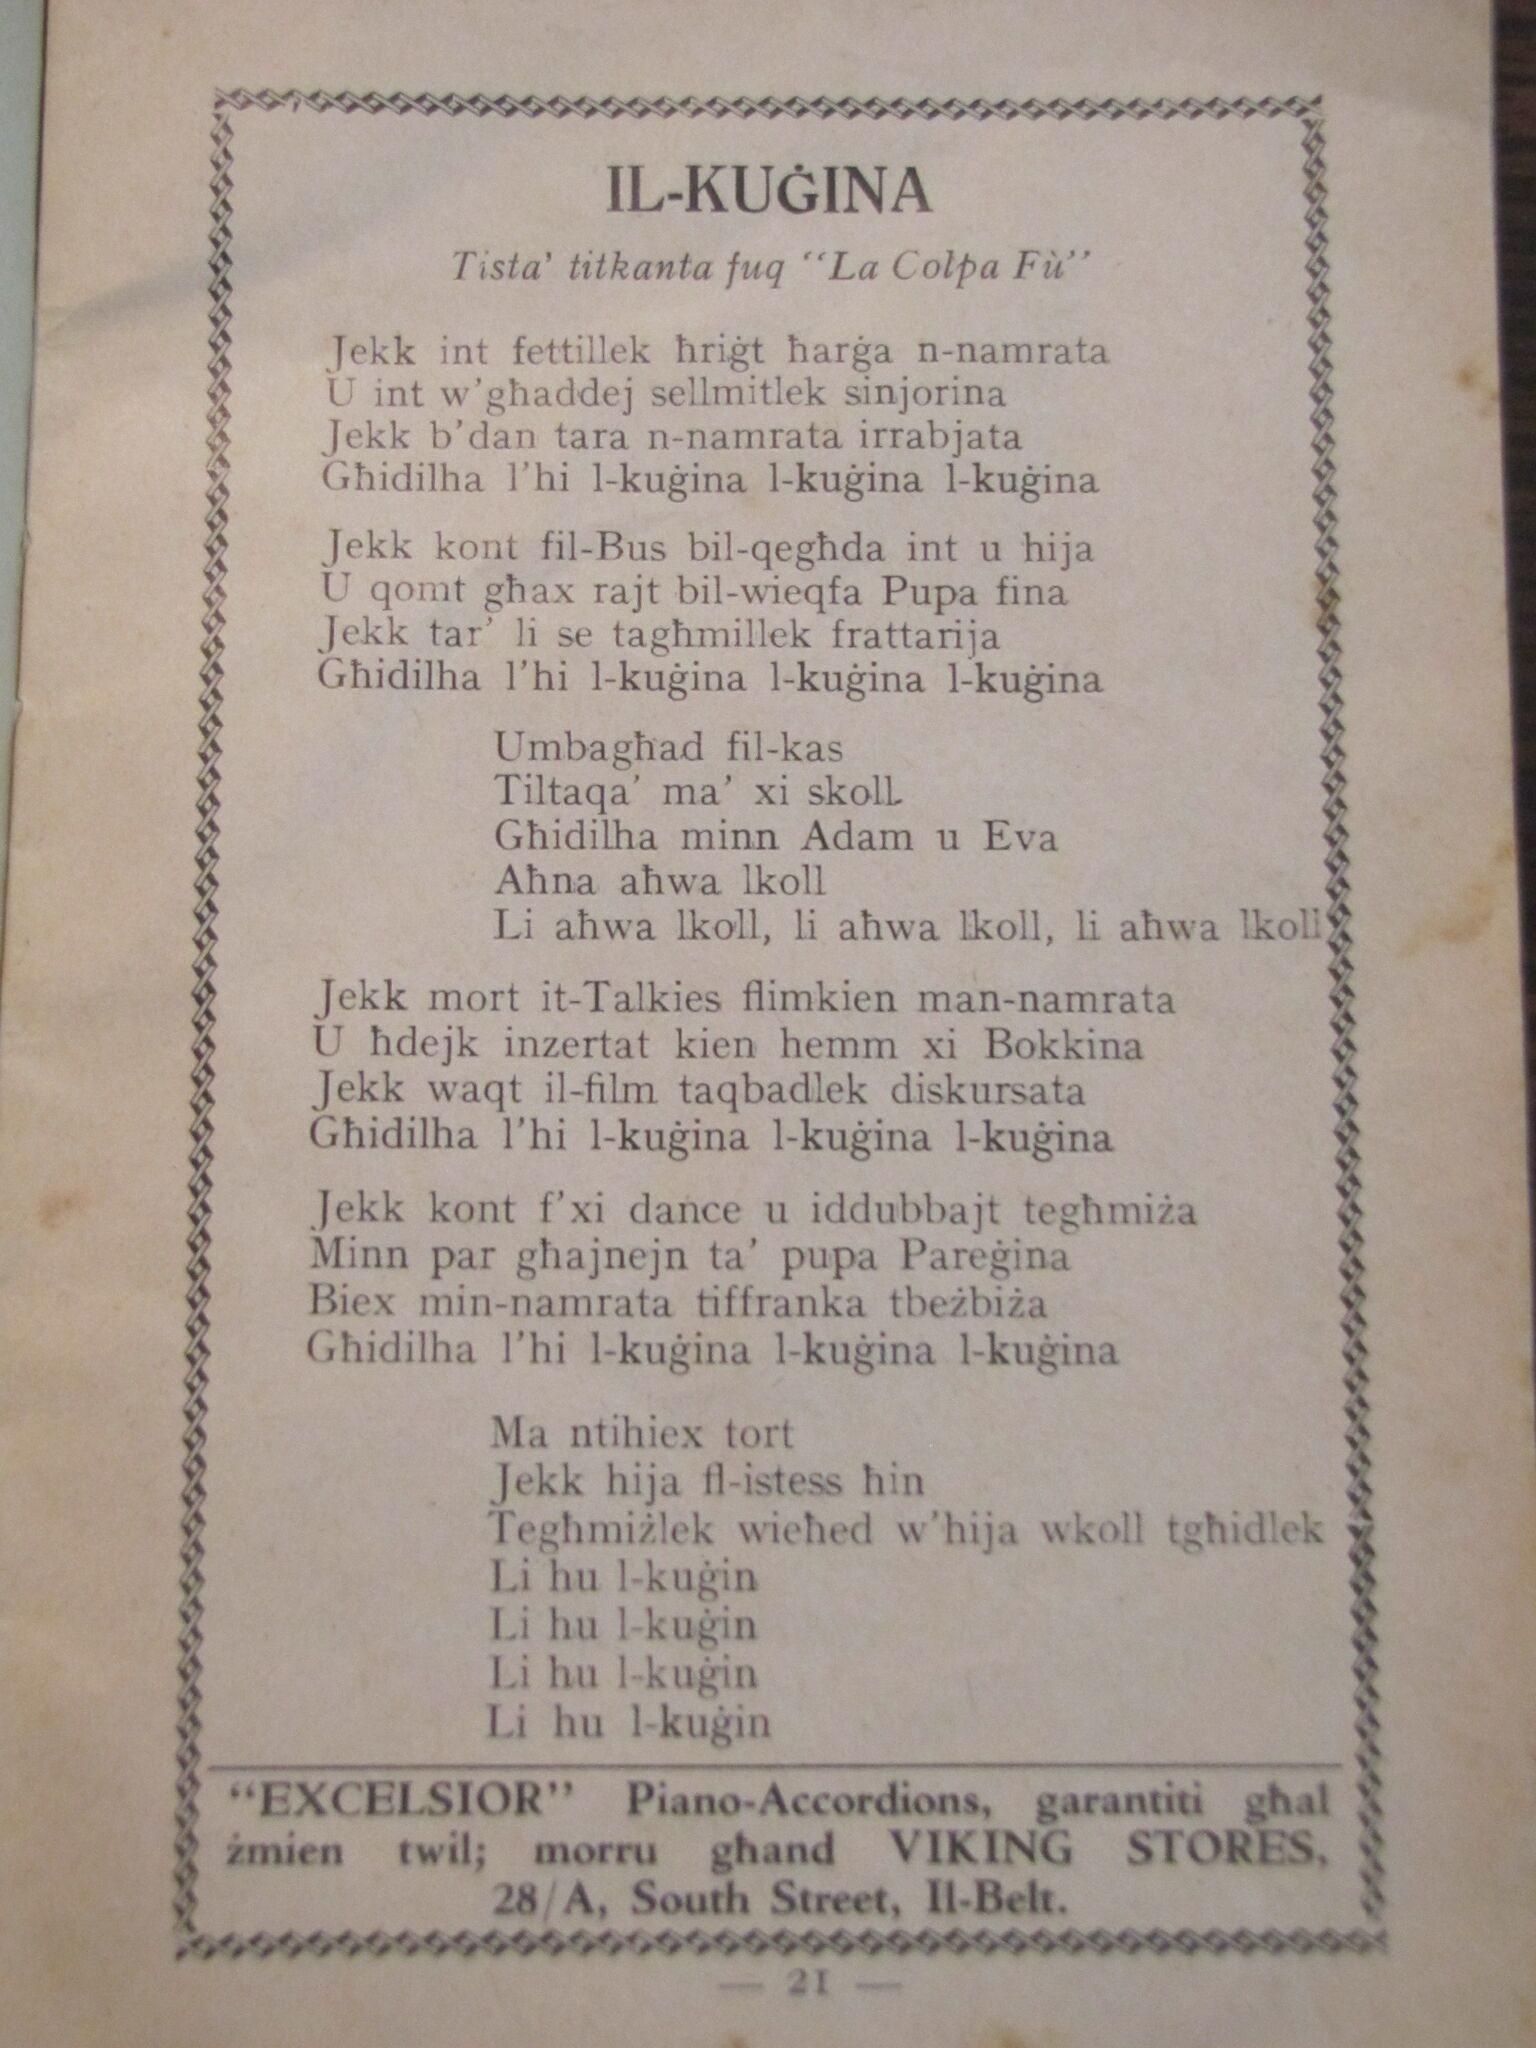 IL-KUĠINA
Tista' titkanta fuq "La Colpa Fù"
Jekk int fettillek ħriġt ħarġa n-namrata
U int w'għaddej sellmitlek sinjorina
Jekk b'dan tara n-namrata irrabjata
Għidilha l'hi l-kuġina l-kuġina l-kuġina
Jekk kont fil-Bus bil-qegħda int u hija
U qomt għax rajt bil-wieqfa Pupa fina
Jekk tar' li se tagħmillek frattarija
Għidilha l'hi l-kuġina l-kuġina l-kuġina
Umbagħad fil-kas
Tiltaqa' ma' xi skoll
Għidilha minn Adam u Eva
Aħna aħwa lkoll
Li aħwa lkoll, li aħwa lkoll, li aħwa lkoll
Jekk mort it-Talkies flimkien man-namrata
U ħdejk inzertat kien hemm xi Bokkina
Jekk waqt il-film taqbadlek diskursata
Għidilha l'hi l-kuġina l-kuġina l-kuġina
Jekk kont f'xi dance u iddubbajt tegħmiża
Minn par għajnejn ta' pupa Pareġina
Biex min-namrata tiffranka tbeżbiża
Għidilha l'hi l-kuġina l-kuġina l-kuġina
Ma ntihiex tort
Jekk hija fl-istess ħin
Tegħmiżlek wieħed w'hija wkoll tgħidlek
Li hu l-kuġin
Li hu l-kuġin
Li hu l-kuġin
Li hu l-kuġin
"EXCELSIOR" Piano-Accordions, garantiti għal
żmien twil; morru għand VIKING STORES,
28/A, South Street, Il-Belt.
— 21 —